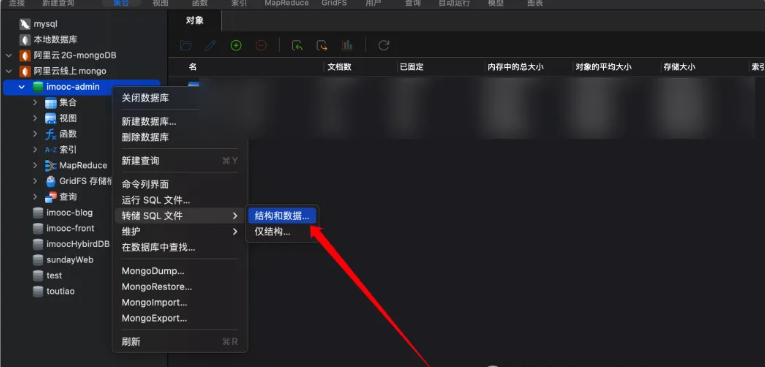 连接 新建查询 集合 视图 函数 索引 MapReduce GridFS 用户 查询 自动运行 模型 图表
对象
mysql
本地数据库
阿里云2G-mongoDB
阿里云线上mongo
imooc-admin
集合
视图
函数
A-Z 索引
MapReduce
GridFS 存储
查询
imooc-blog
imooc-front
imoocHybirdDB
sundayWeb
test
toutiao
关闭数据库
新建数据库...
删除数据库
新建查询 ⌘Y
命令列界面
运行 SQL 文件...
转储 SQL 文件
维护
在数据库中查找...
MongoDump...
MongoRestore...
MongoImport...
MongoExport...
刷新 ⌘R
结构和数据...
仅结构...
名 文档数 已固定 内存中的总大小 对象的平均大小 存储大小 索引